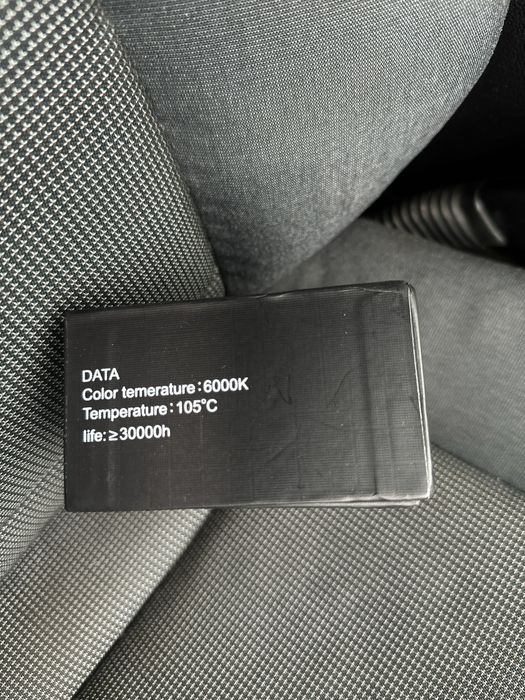 DATA
Color temerature:6000K
Temperature:105°C
life:≥30000h